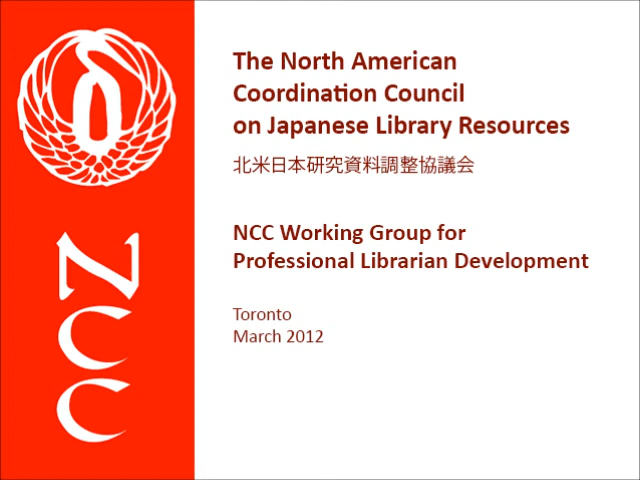 The North American
Coordination Council
on Japanese Library Resources
北米日本研究資料調整協議会
NCC Working Group for
Professional Librarian Development
Toronto
March 2012
NCC